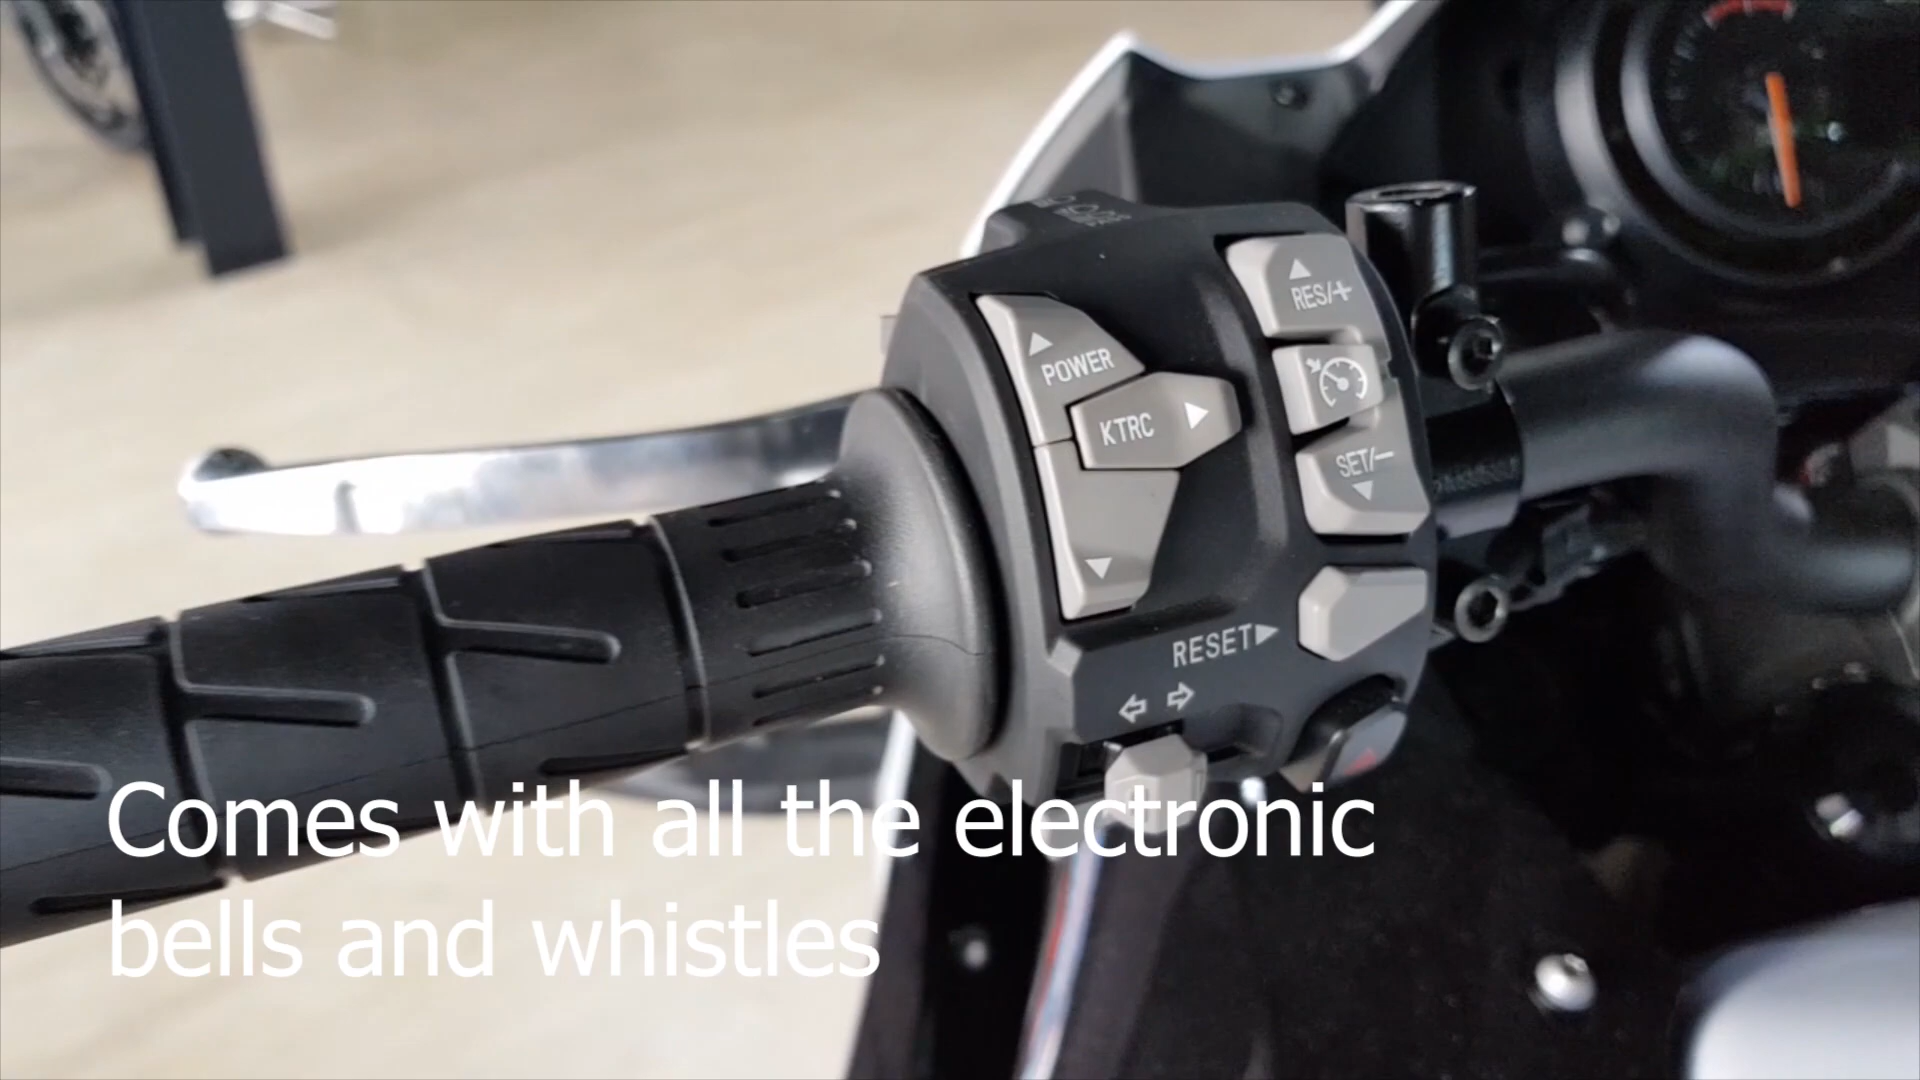 RES/+
POWER
KTRC
SET/-
RESET
Comes with all the electronic
bells and whistles